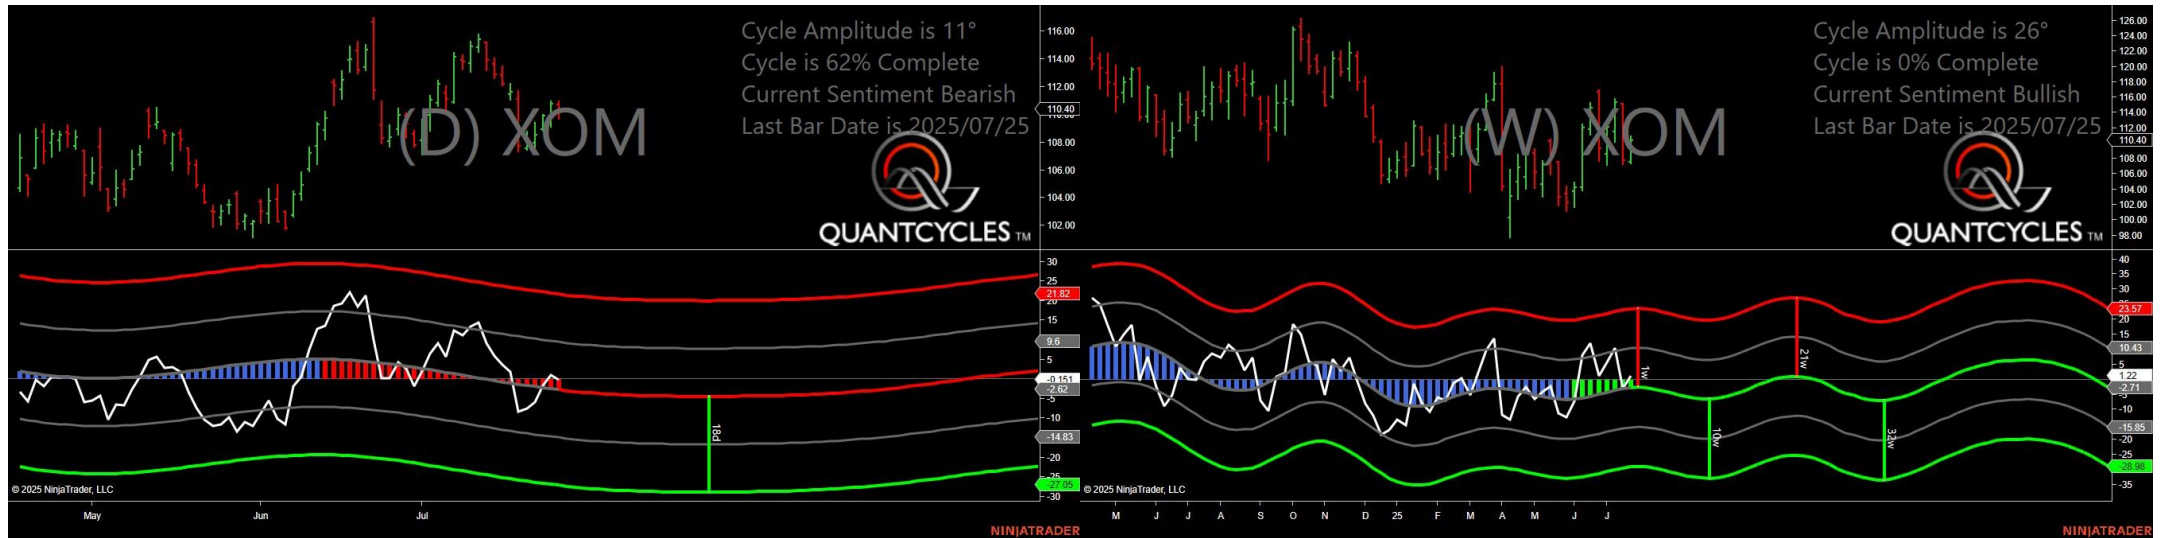 Cycle Amplitude is 11°
Cycle is 62% Complete
Current Sentiment Bearish
Last Bar Date is 2025/07/25
(D) XOM
QUANTCYCLES TM
116.00
114.00
112.00
110.40
108.00
106.00
104.00
102.00
30
25
21.82
15
9.6
5
-0.151
-2.62
-5
-10
-14.83
-20
-27.05
-30
18d
© 2025 NinjaTrader, LLC
May
Jun
Jul
NINJATRADER
Cycle Amplitude is 26°
Cycle is 0% Complete
Current Sentiment Bullish
Last Bar Date is 2025/07/25
(W) XOM
QUANTCYCLES TM
126.00
124.00
122.00
120.00
118.00
116.00
114.00
112.00
110.40
108.00
106.00
104.00
102.00
100.00
98.00
40
35
30
23.57
20
15
10.43
5
1.22
-2.71
-10
-15.85
-20
-25
-28.98
-35
1w
10w
21w
32w
© 2025 NinjaTrader, LLC
M
J
J
A
S
O
N
D
25
F
M
A
M
J
J
NINJATRADER